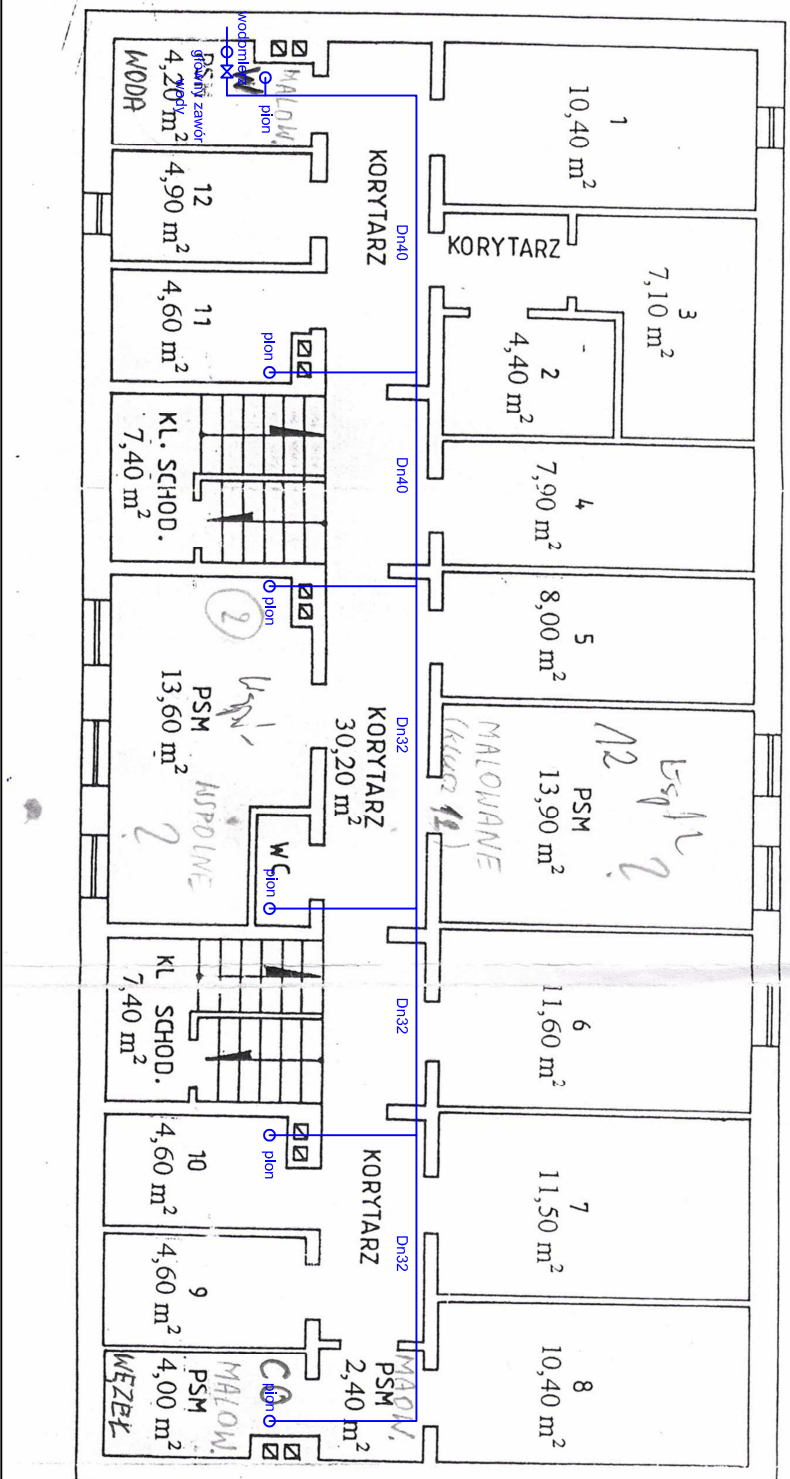 wodomierz
główny zawór
wody
pion
PSM
4,20 m²
WODA
W
MALOW.
12
4,90 m²
11
4,60 m²
pion
KORYTARZ
Dn40
1
10,40 m²
KORYTARZ
3
7,10 m²
2
4,40 m²
KL. SCHOD.
7,40 m²
Dn40
4
7,90 m²
pion
5
8,00 m²
PSM
13,60 m²
WSPOLNE
?
KORYTARZ
30,20 m²
Dn32
WC
pion
MALOWANE
(klucz 12)
PSM
13,90 m²
12
?
KL SCHOD.
7,40 m²
Dn32
6
11,60 m²
pion
10
4,60 m²
KORYTARZ
Dn32
7
11,50 m²
9
4,60 m²
PSM
4,00 m²
WĘZEŁ
MALOW.
CO
pion
PSM
2,40 m²
MALOW.
8
10,40 m²